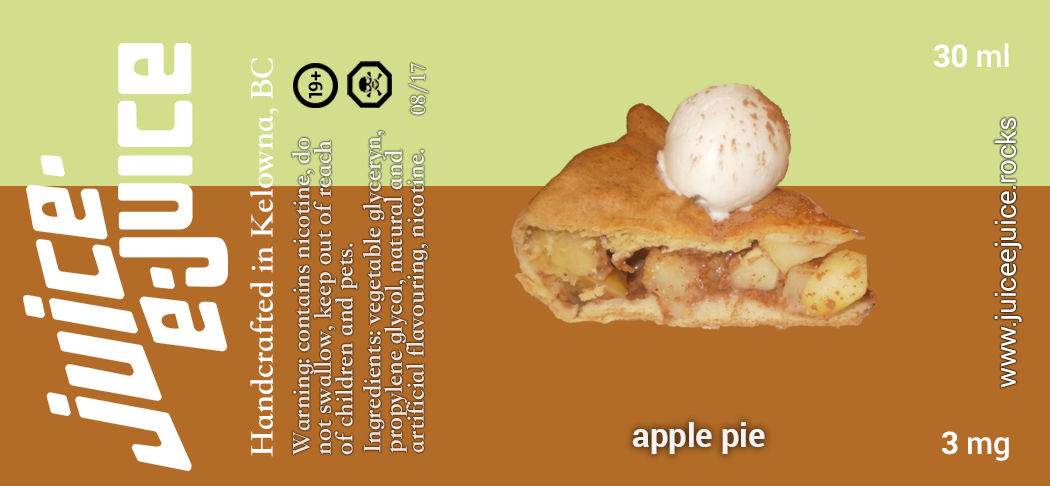 juice·
e·juice
Handcrafted in Kelowna, BC
19+
Warning: contains nicotine, do
not swallow, keep out of reach
of children and pets.
Ingredients: vegetable glyceryn,
propylene glycol, natural and
artificial flavouring, nicotine.
08/17
apple pie
30 ml
www.juiceejuice.rocks
3 mg